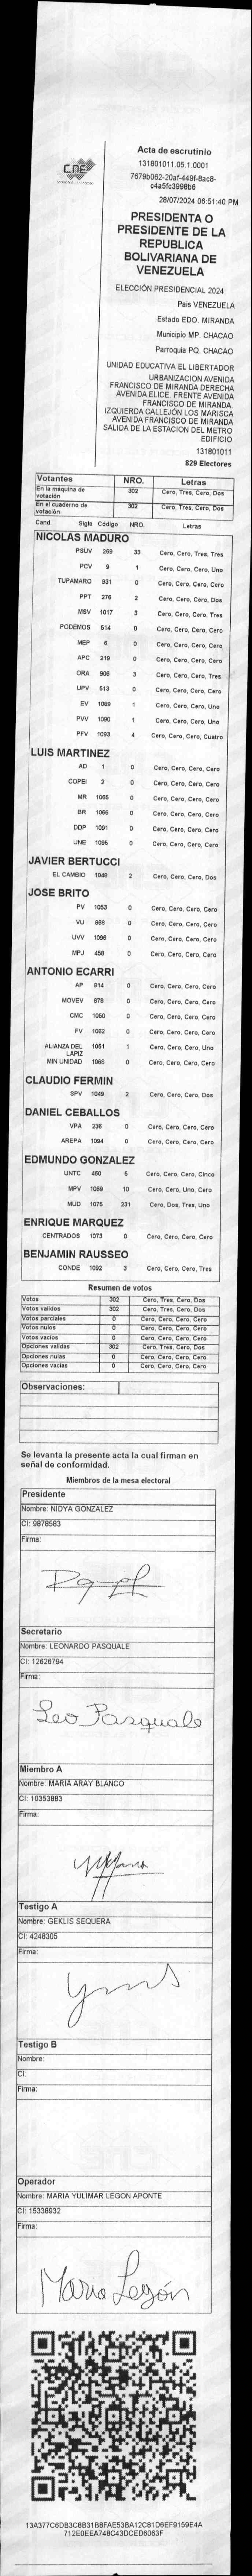 CNE
Acta de escrutinio
131801011.05.1.0001
7679b062-20af-449f-8ac8-
c4a5fc3998b6
28/07/2024 06:51:40 PM
PRESIDENTA O
PRESIDENTE DE LA
REPUBLICA
BOLIVARIANA DE
VENEZUELA
ELECCIÓN PRESIDENCIAL 2024
Pais VENEZUELA
Estado EDO. MIRANDA
Municipio MP. CHACAO
Parroquia PQ. CHACAO
UNIDAD EDUCATIVA EL LIBERTADOR
URBANIZACIÓN AVENIDA
FRANCISCO DE MIRANDA DERECHA
AVENIDA ELICE. FRENTE AVENIDA
FRANCISCO DE MIRANDA.
IZQUIERDA CALLEJÓN LOS MARISCA
AVENIDA FRANCISCO DE MIRANDA
SALIDA DE LA ESTACION DEL METRO
EDIFICIO
131801011
829 Electores
Votantes NRO. Letras
En la máquina de votación 302 Cero, Tres, Cero, Dos
En el cuaderno de votación 302 Cero, Tres, Cero, Dos
Cand. Sigla Código NRO. Letras
NICOLAS MADURO
PSUV 269 33 Cero, Cero, Tres, Tres
PCV 9 1 Cero, Cero, Cero, Uno
TUPAMARO 931 0 Cero, Cero, Cero, Cero
PPT 276 2 Cero, Cero, Cero, Dos
MSV 1017 3 Cero, Cero, Cero, Tres
PODEMOS 514 0 Cero, Cero, Cero, Cero
MEP 6 0 Cero, Cero, Cero, Cero
APC 219 0 Cero, Cero, Cero, Cero
ORA 906 3 Cero, Cero, Cero, Tres
UPV 513 0 Cero, Cero, Cero, Cero
EV 1089 1 Cero, Cero, Cero, Uno
PVV 1090 1 Cero, Cero, Cero, Uno
PFV 1093 4 Cero, Cero, Cero, Cuatro
LUIS MARTINEZ
AD 1 0 Cero, Cero, Cero, Cero
COPEI 2 0 Cero, Cero, Cero, Cero
MR 1065 0 Cero, Cero, Cero, Cero
BR 1066 0 Cero, Cero, Cero, Cero
DDP 1091 0 Cero, Cero, Cero, Cero
UNE 1095 0 Cero, Cero, Cero, Cero
JAVIER BERTUCCI
EL CAMBIO 1048 2 Cero, Cero, Cero, Dos
JOSE BRITO
PV 1053 0 Cero, Cero, Cero, Cero
VU 868 0 Cero, Cero, Cero, Cero
UVV 1096 0 Cero, Cero, Cero, Cero
MPJ 458 0 Cero, Cero, Cero, Cero
ANTONIO ECARRI
AP 814 0 Cero, Cero, Cero, Cero
MOVEV 879 0 Cero, Cero, Cero, Cero
CMC 1050 0 Cero, Cero, Cero, Cero
FV 1082 0 Cero, Cero, Cero, Cero
ALIANZA DEL LAPIZ 1051 1 Cero, Cero, Cero, Uno
MIN UNIDAD 1088 0 Cero, Cero, Cero, Cero
CLAUDIO FERMIN
SPV 1049 2 Cero, Cero, Cero, Dos
DANIEL CEBALLOS
VPA 236 0 Cero, Cero, Cero, Cero
AREPA 1094 0 Cero, Cero, Cero, Cero
EDMUNDO GONZALEZ
UNTC 460 5 Cero, Cero, Cero, Cinco
MPV 1069 10 Cero, Cero, Uno, Cero
MUD 1075 231 Cero, Dos, Tres, Uno
ENRIQUE MARQUEZ
CENTRADOS 1073 0 Cero, Cero, Cero, Cero
BENJAMIN RAUSSEO
CONDE 1092 3 Cero, Cero, Cero, Tres
Resumen de votos
Votos 302 Cero, Tres, Cero, Dos
Votos validos 302 Cero, Tres, Cero, Dos
Votos parciales 0 Cero, Cero, Cero, Cero
Votos nulos 0 Cero, Cero, Cero, Cero
Votos vacios 0 Cero, Cero, Cero, Cero
Opciones validas 302 Cero, Tres, Cero, Dos
Opciones nulas 0 Cero, Cero, Cero, Cero
Opciones vacias 0 Cero, Cero, Cero, Cero
Observaciones:
Se levanta la presente acta la cual firman en
señal de conformidad.
Miembros de la mesa electoral
Presidente
Nombre: NIDYA GONZALEZ
CI: 9878583
Firma:
Secretario
Nombre: LEONARDO PASQUALE
CI: 12626794
Firma:
Leo Pasquale
Miembro A
Nombre: MARIA ARAY BLANCO
CI: 10353883
Firma:
Testigo A
Nombre: GEKLIS SEQUERA
CI: 4248305
Firma:
Testigo B
Nombre:
CI:
Firma:
Operador
Nombre: MARIA YULIMAR LEGON APONTE
CI: 15338932
Firma:
Maria Legón
13A377C6DB3C8B31B8FAE53BA12C81D6EF9159E4A
712E0EEA748C43DCED6063F